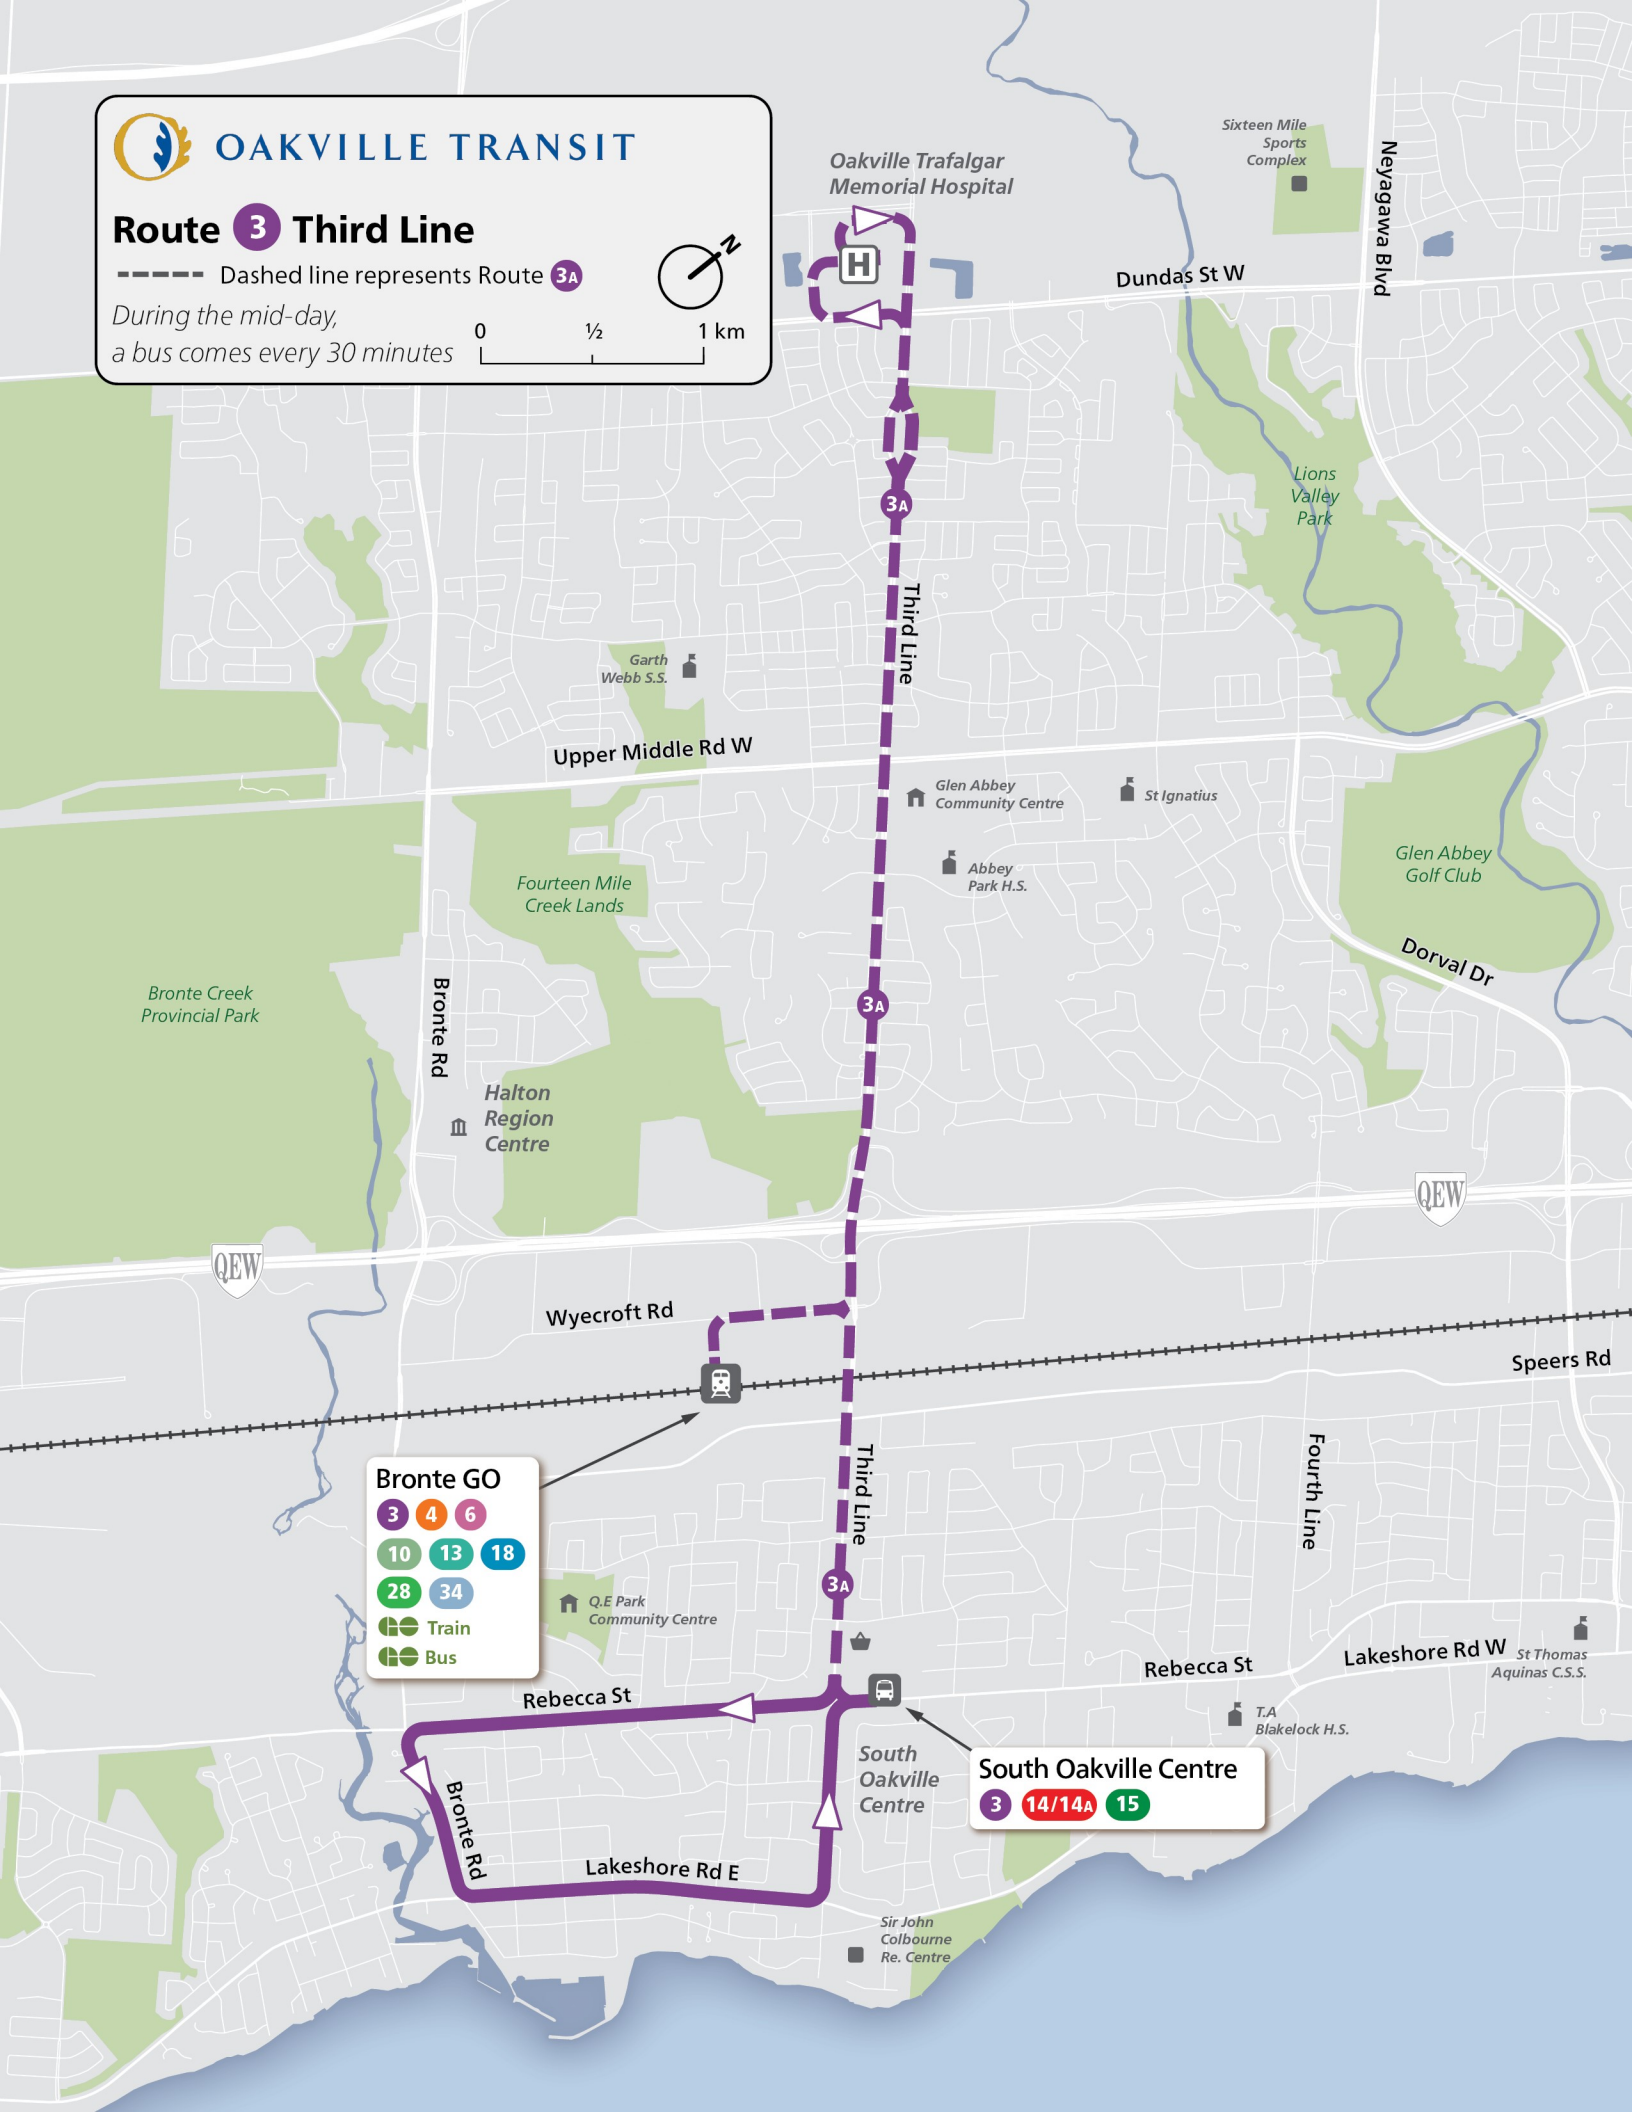 OAKVILLE TRANSIT
Route 3 Third Line
Dashed line represents Route 3A
During the mid-day,
a bus comes every 30 minutes
N
0 ½ 1 km
Oakville Trafalgar
Memorial Hospital
H
Sixteen Mile
Sports
Complex
Neyagawa Blvd
Dundas St W
Lions
Valley
Park
3A
Third Line
Garth
Webb S.S.
Upper Middle Rd W
Glen Abbey
Community Centre
St Ignatius
Abbey
Park H.S.
Glen Abbey
Golf Club
Fourteen Mile
Creek Lands
Dorval Dr
Bronte Creek
Provincial Park
Bronte Rd
3A
Halton
Region
Centre
QEW
QEW
Wyecroft Rd
Speers Rd
Third Line
Fourth Line
Bronte GO
3 4 6
10 13 18
28 34
GO Train
GO Bus
3A
Q.E Park
Community Centre
Rebecca St
Rebecca St
Lakeshore Rd W
St Thomas
Aquinas C.S.S.
T.A
Blakelock H.S.
South
Oakville
Centre
South Oakville Centre
3 14/14A 15
Bronte Rd
Lakeshore Rd E
Sir John
Colbourne
Re. Centre